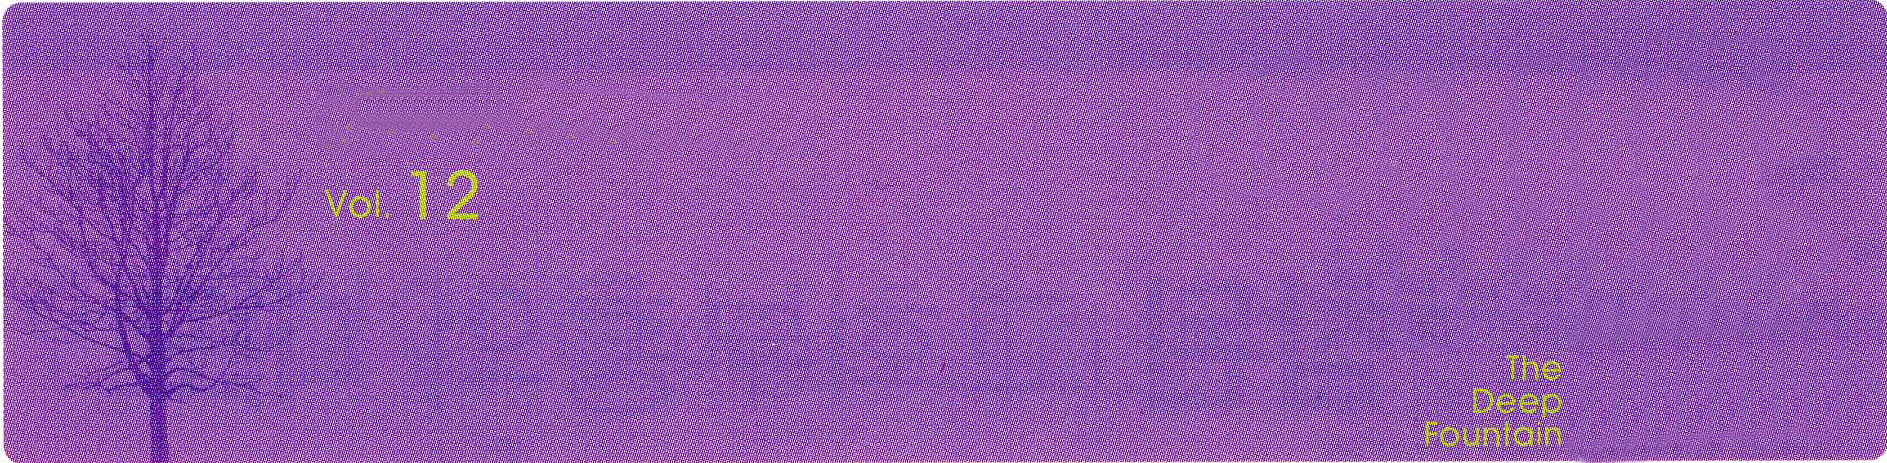 Vol. 12
The
Deep
Fountain